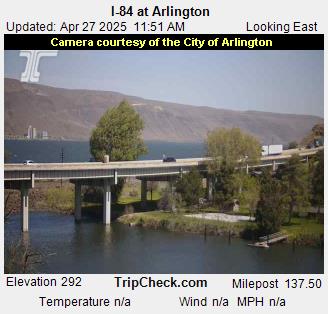 I-84 at Arlington
Updated: Apr 27 2025 11:51 AM Looking East
Camera courtesy of the City of Arlington
Elevation 292 TripCheck.com Milepost 137.50
Temperature n/a Wind n/a MPH n/a